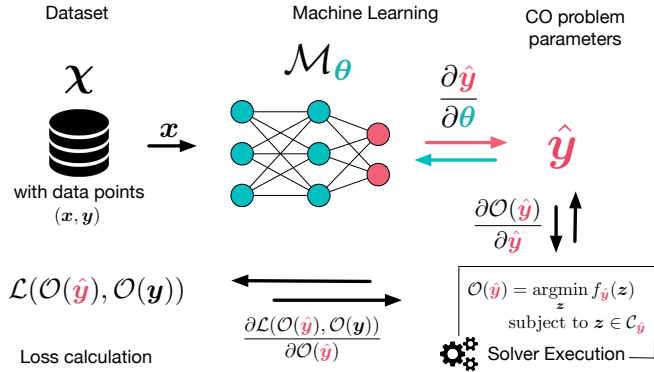 Dataset
Machine Learning
CO problem
parameters
χ
ℳ_θ
x
∂ŷ
∂θ
ŷ
with data points
(x, y)
∂𝒪(ŷ)
∂ŷ
ℒ(𝒪(ŷ), 𝒪(y))
𝒪(ŷ) = argmin f_ŷ(z)
z
subject to z ∈ 𝒞_ŷ
∂ℒ(𝒪(ŷ), 𝒪(y))
∂𝒪(ŷ)
Loss calculation
Solver Execution